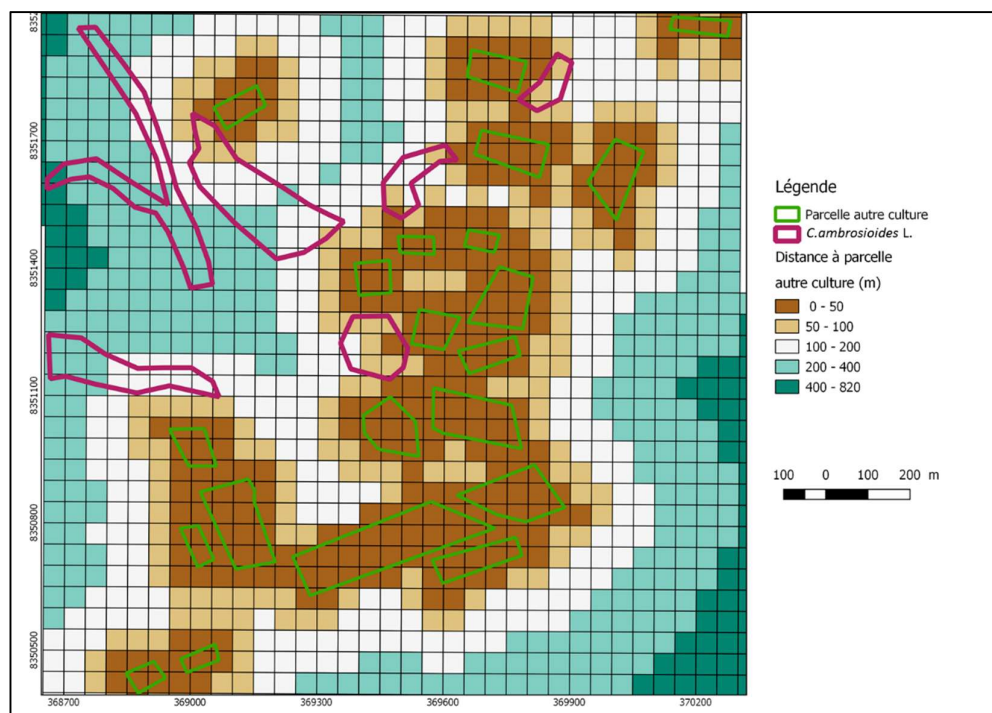 8352
8351700
8351400
8351100
8350800
8350500
368700 369000 369300 369600 369900 370200
Légende
Parcelle autre culture
C.ambrosioides L.
Distance à parcelle
autre culture (m)
0 - 50
50 - 100
100 - 200
200 - 400
400 - 820
100 0 100 200 m